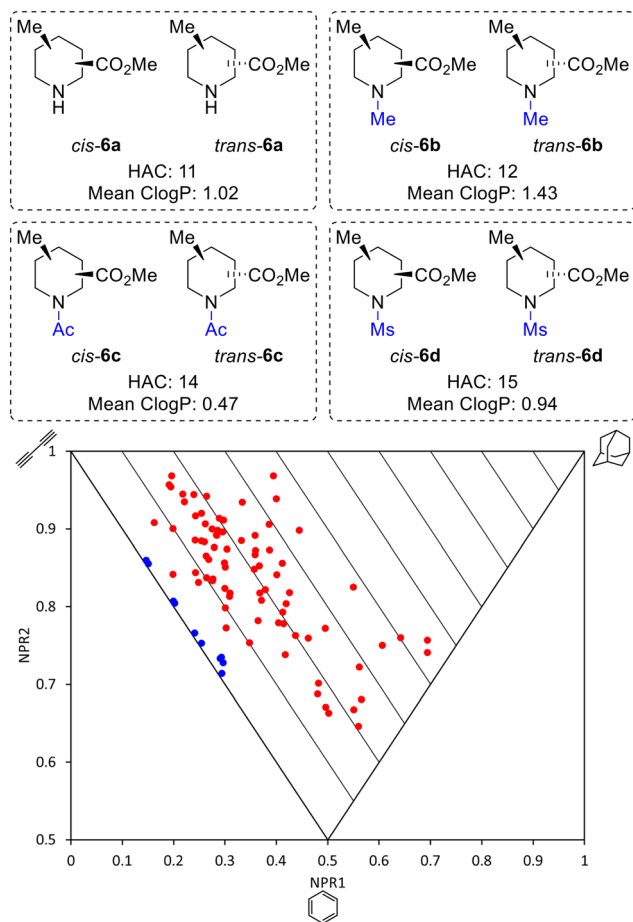 Me Me Me Me
CO₂Me CO₂Me CO₂Me CO₂Me
N N N N
H H Me Me
cis-6a trans-6a cis-6b trans-6b
HAC: 11 HAC: 12
Mean ClogP: 1.02 Mean ClogP: 1.43
Me Me Me Me
CO₂Me CO₂Me CO₂Me CO₂Me
N N N N
Ac Ac Ms Ms
cis-6c trans-6c cis-6d trans-6d
HAC: 14 HAC: 15
Mean ClogP: 0.47 Mean ClogP: 0.94
1
0.9
0.8
NPR2
0.7
0.6
0.5
0 0.1 0.2 0.3 0.4 0.5 0.6 0.7 0.8 0.9 1
NPR1